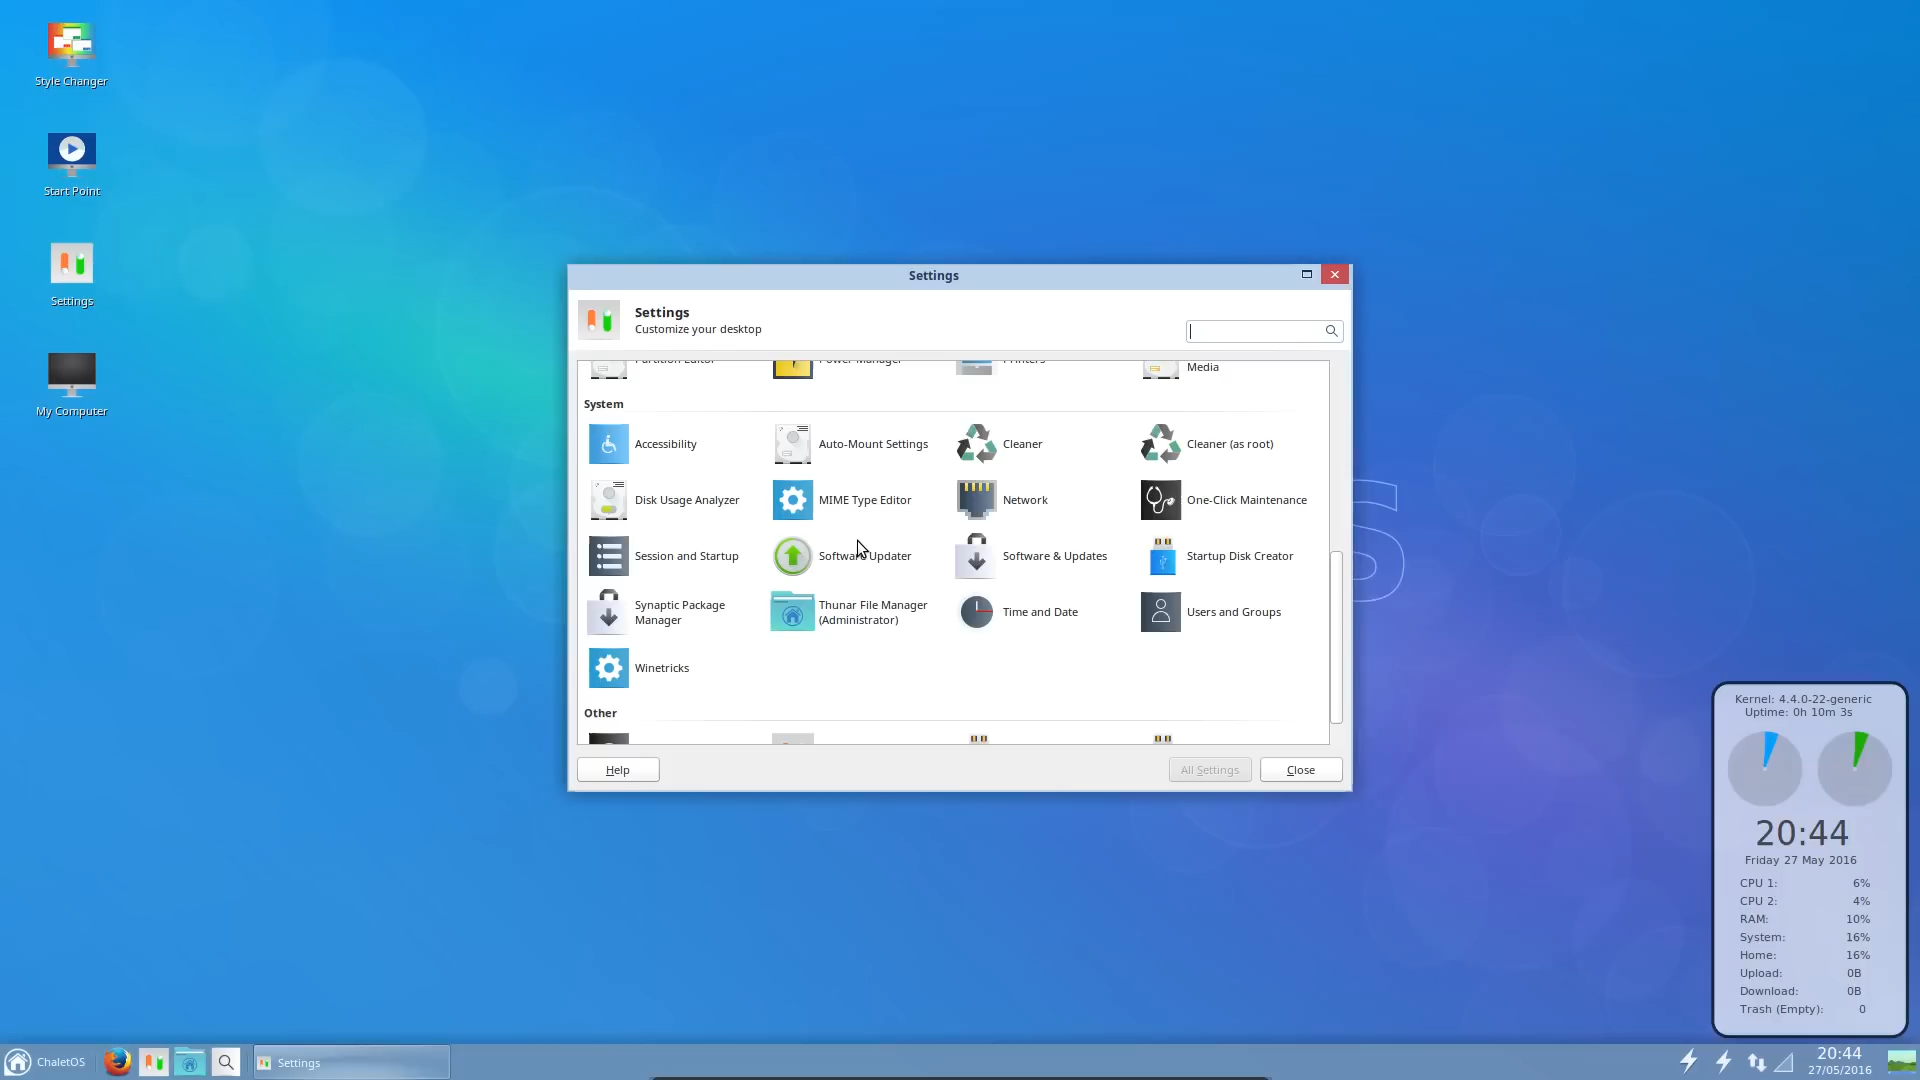 Style Changer
Start Point
Settings
My Computer
Settings
Settings
Customize your desktop
Partition Editor
Power Manager
Printers
Media
System
Accessibility
Auto-Mount Settings
Cleaner
Cleaner (as root)
Disk Usage Analyzer
MIME Type Editor
Network
One-Click Maintenance
Session and Startup
Software Updater
Software & Updates
Startup Disk Creator
Synaptic Package
Manager
Thunar File Manager
(Administrator)
Time and Date
Users and Groups
Winetricks
Other
Help
All Settings
Close
S
Kernel: 4.4.0-22-generic
Uptime: 0h 10m 3s
20:44
Friday 27 May 2016
CPU 1: 6%
CPU 2: 4%
RAM: 10%
System: 16%
Home: 16%
Upload: 0B
Download: 0B
Trash (Empty): 0
ChaletOS
Settings
20:44
27/05/2016